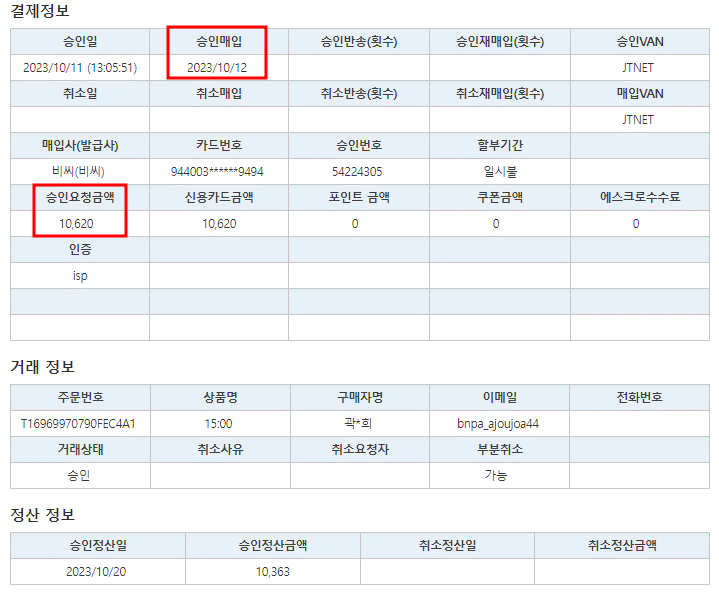 결제정보
승인일 승인매입 승인반송(횟수) 승인재매입(횟수) 승인VAN
2023/10/11 (13:05:51) 2023/10/12 JTNET
취소일 취소매입 취소반송(횟수) 취소재매입(횟수) 매입VAN
JTNET
매입사(발급사) 카드번호 승인번호 할부기간
비씨(비씨) 944003******9494 54224305 일시불
승인요청금액 신용카드금액 포인트 금액 쿠폰금액 에스크로수수료
10,620 10,620 0 0 0
인증
isp
거래 정보
주문번호 상품명 구매자명 이메일 전화번호
T16969970790FEC4A1 15:00 곽*희 bnpa_ajoujoa44
거래상태 취소사유 취소요청자 부분취소
승인 가능
정산 정보
승인정산일 승인정산금액 취소정산일 취소정산금액
2023/10/20 10,363